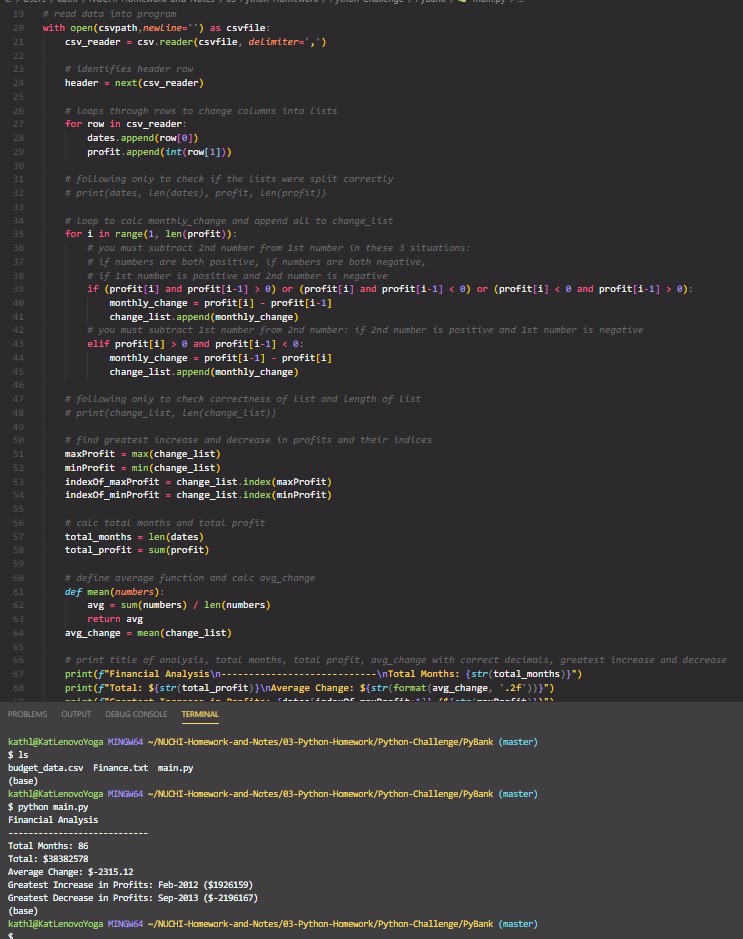 19 # read data into program
20 with open(csvpath,newline='') as csvfile:
21 csv_reader = csv.reader(csvfile, delimiter=',')
22
23 # identifies header row
24 header = next(csv_reader)
25
26 # Loops through rows to change columns into lists
27 for row in csv_reader:
28 dates.append(row[0])
29 profit.append(int(row[1]))
30
31 # following only to check if the lists were split correctly
32 # print(dates, len(dates), profit, len(profit))
33
34 # Loop to calc monthly_change and append all to change_list
35 for i in range(1, len(profit)):
36 # you must subtract 2nd number from 1st number in these 3 situations:
37 # if numbers are both positive, if numbers are both negative,
38 # if 1st number is positive and 2nd number is negative
39 if (profit[i] and profit[i-1] > 0) or (profit[i] and profit[i-1] < 0) or (profit[i] < 0 and profit[i-1] > 0):
40 monthly_change = profit[i] - profit[i-1]
41 change_list.append(monthly_change)
42 # you must subtract 1st number from 2nd number: if 2nd number is positive and 1st number is negative
43 elif profit[i] > 0 and profit[i-1] < 0:
44 monthly_change = profit[i-1] - profit[i]
45 change_list.append(monthly_change)
46
47 # following only to check correctness of list and length of list
48 # print(change_list, len(change_list))
49
50 # find greatest increase and decrease in profits and their indices
51 maxProfit = max(change_list)
52 minProfit = min(change_list)
53 indexOf_maxProfit = change_list.index(maxProfit)
54 indexOf_minProfit = change_list.index(minProfit)
55
56 # calc total months and total profit
57 total_months = len(dates)
58 total_profit = sum(profit)
59
60 # define average function and calc avg_change
61 def mean(numbers):
62 avg = sum(numbers) / len(numbers)
63 return avg
64 avg_change = mean(change_list)
65
66 # print title of analysis, total months, total profit, avg_change with correct decimals, greatest increase and decrease
67 print(f"Financial Analysis\n----------------------------\nTotal Months: {str(total_months)}")
68 print(f"Total: ${str(total_profit)}\nAverage Change: ${str(format(avg_change, '.2f'))}")
PROBLEMS OUTPUT DEBUG CONSOLE TERMINAL
kathl@KatLenovoYoga MINGW64 ~/NUCHI-Homework-and-Notes/03-Python-Homework/Python-Challenge/PyBank (master)
$ ls
budget_data.csv Finance.txt main.py
(base)
kathl@KatLenovoYoga MINGW64 ~/NUCHI-Homework-and-Notes/03-Python-Homework/Python-Challenge/PyBank (master)
$ python main.py
Financial Analysis
----------------------------
Total Months: 86
Total: $38382578
Average Change: $-2315.12
Greatest Increase in Profits: Feb-2012 ($1926159)
Greatest Decrease in Profits: Sep-2013 ($-2196167)
(base)
kathl@KatLenovoYoga MINGW64 ~/NUCHI-Homework-and-Notes/03-Python-Homework/Python-Challenge/PyBank (master)
$